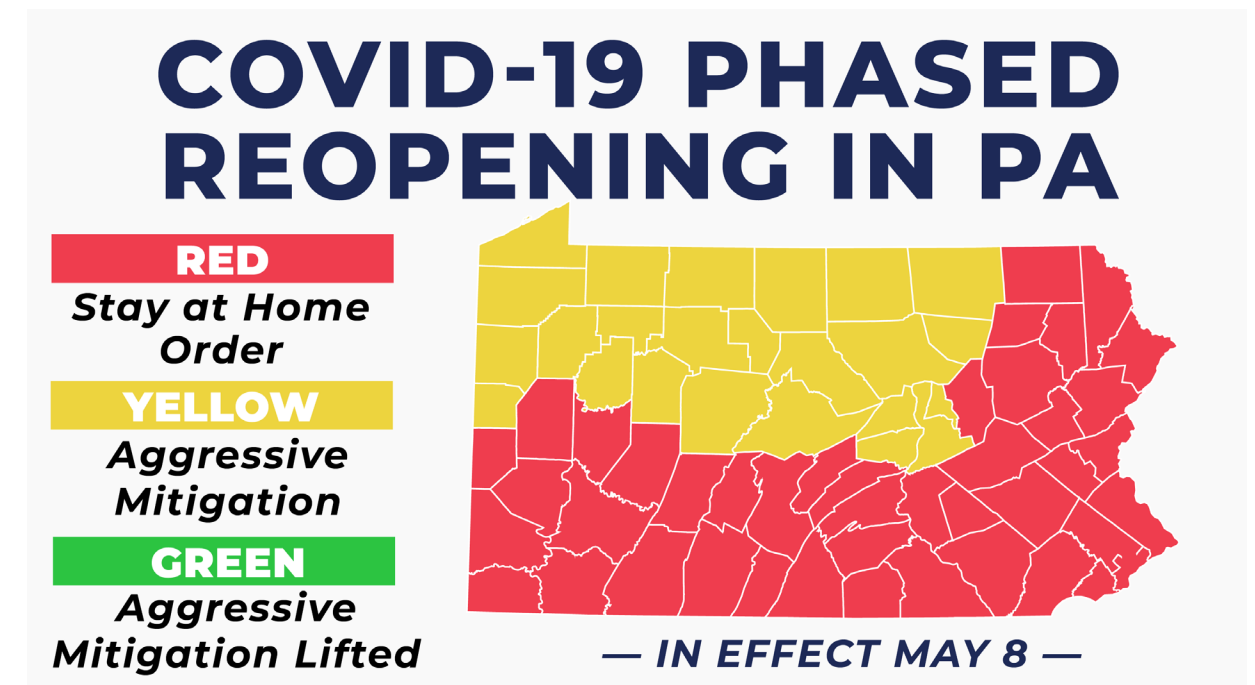 COVID-19 PHASED
REOPENING IN PA
RED
Stay at Home
Order
YELLOW
Aggressive
Mitigation
GREEN
Aggressive
Mitigation Lifted
— IN EFFECT MAY 8 —